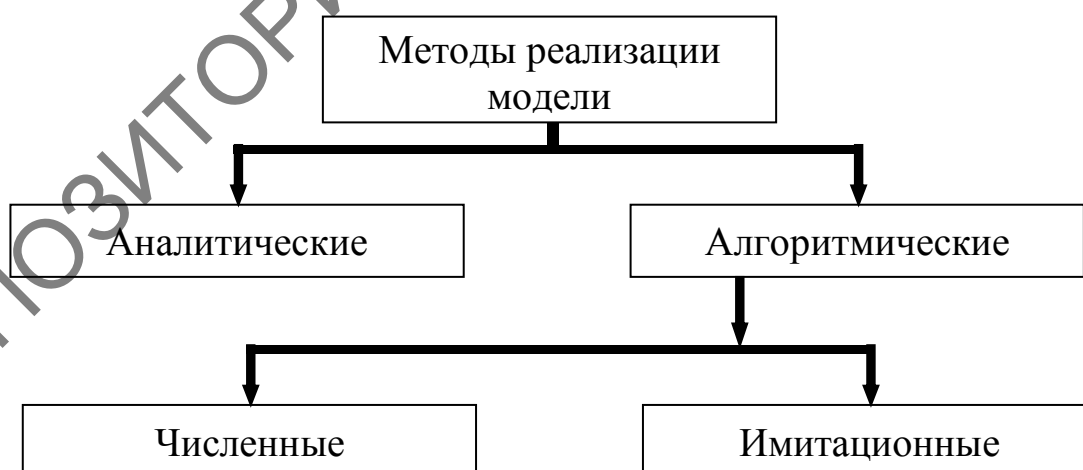 Методы реализации
модели
Аналитические
Алгоритмические
Численные
Имитационные